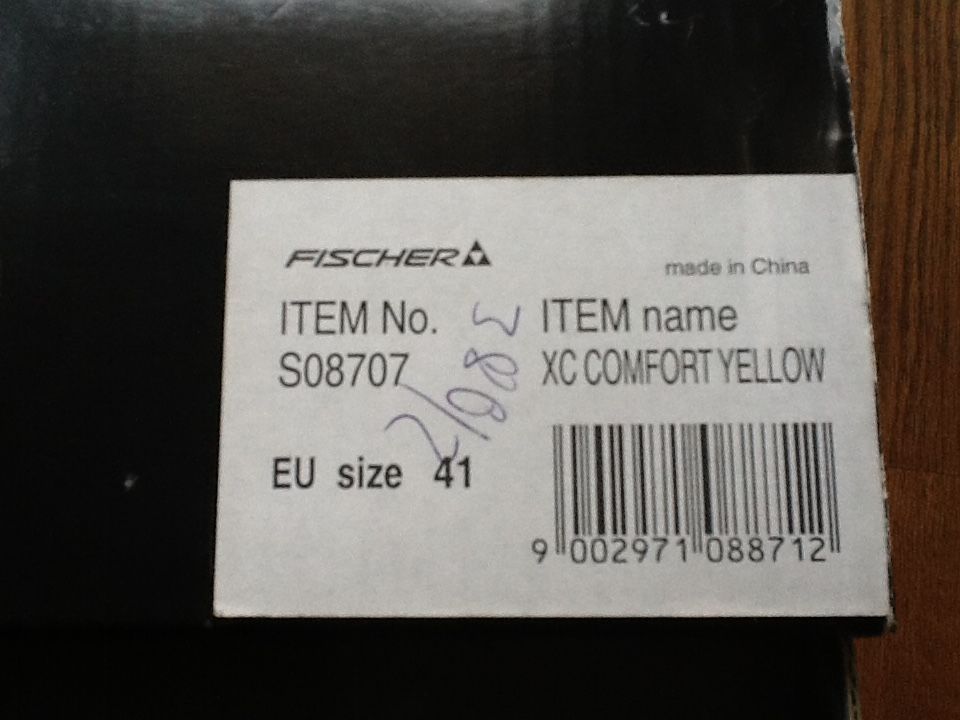 FISCHER
made in China
ITEM No.
S08707
ITEM name
XC COMFORT YELLOW
EU size 41
9 002971 088712